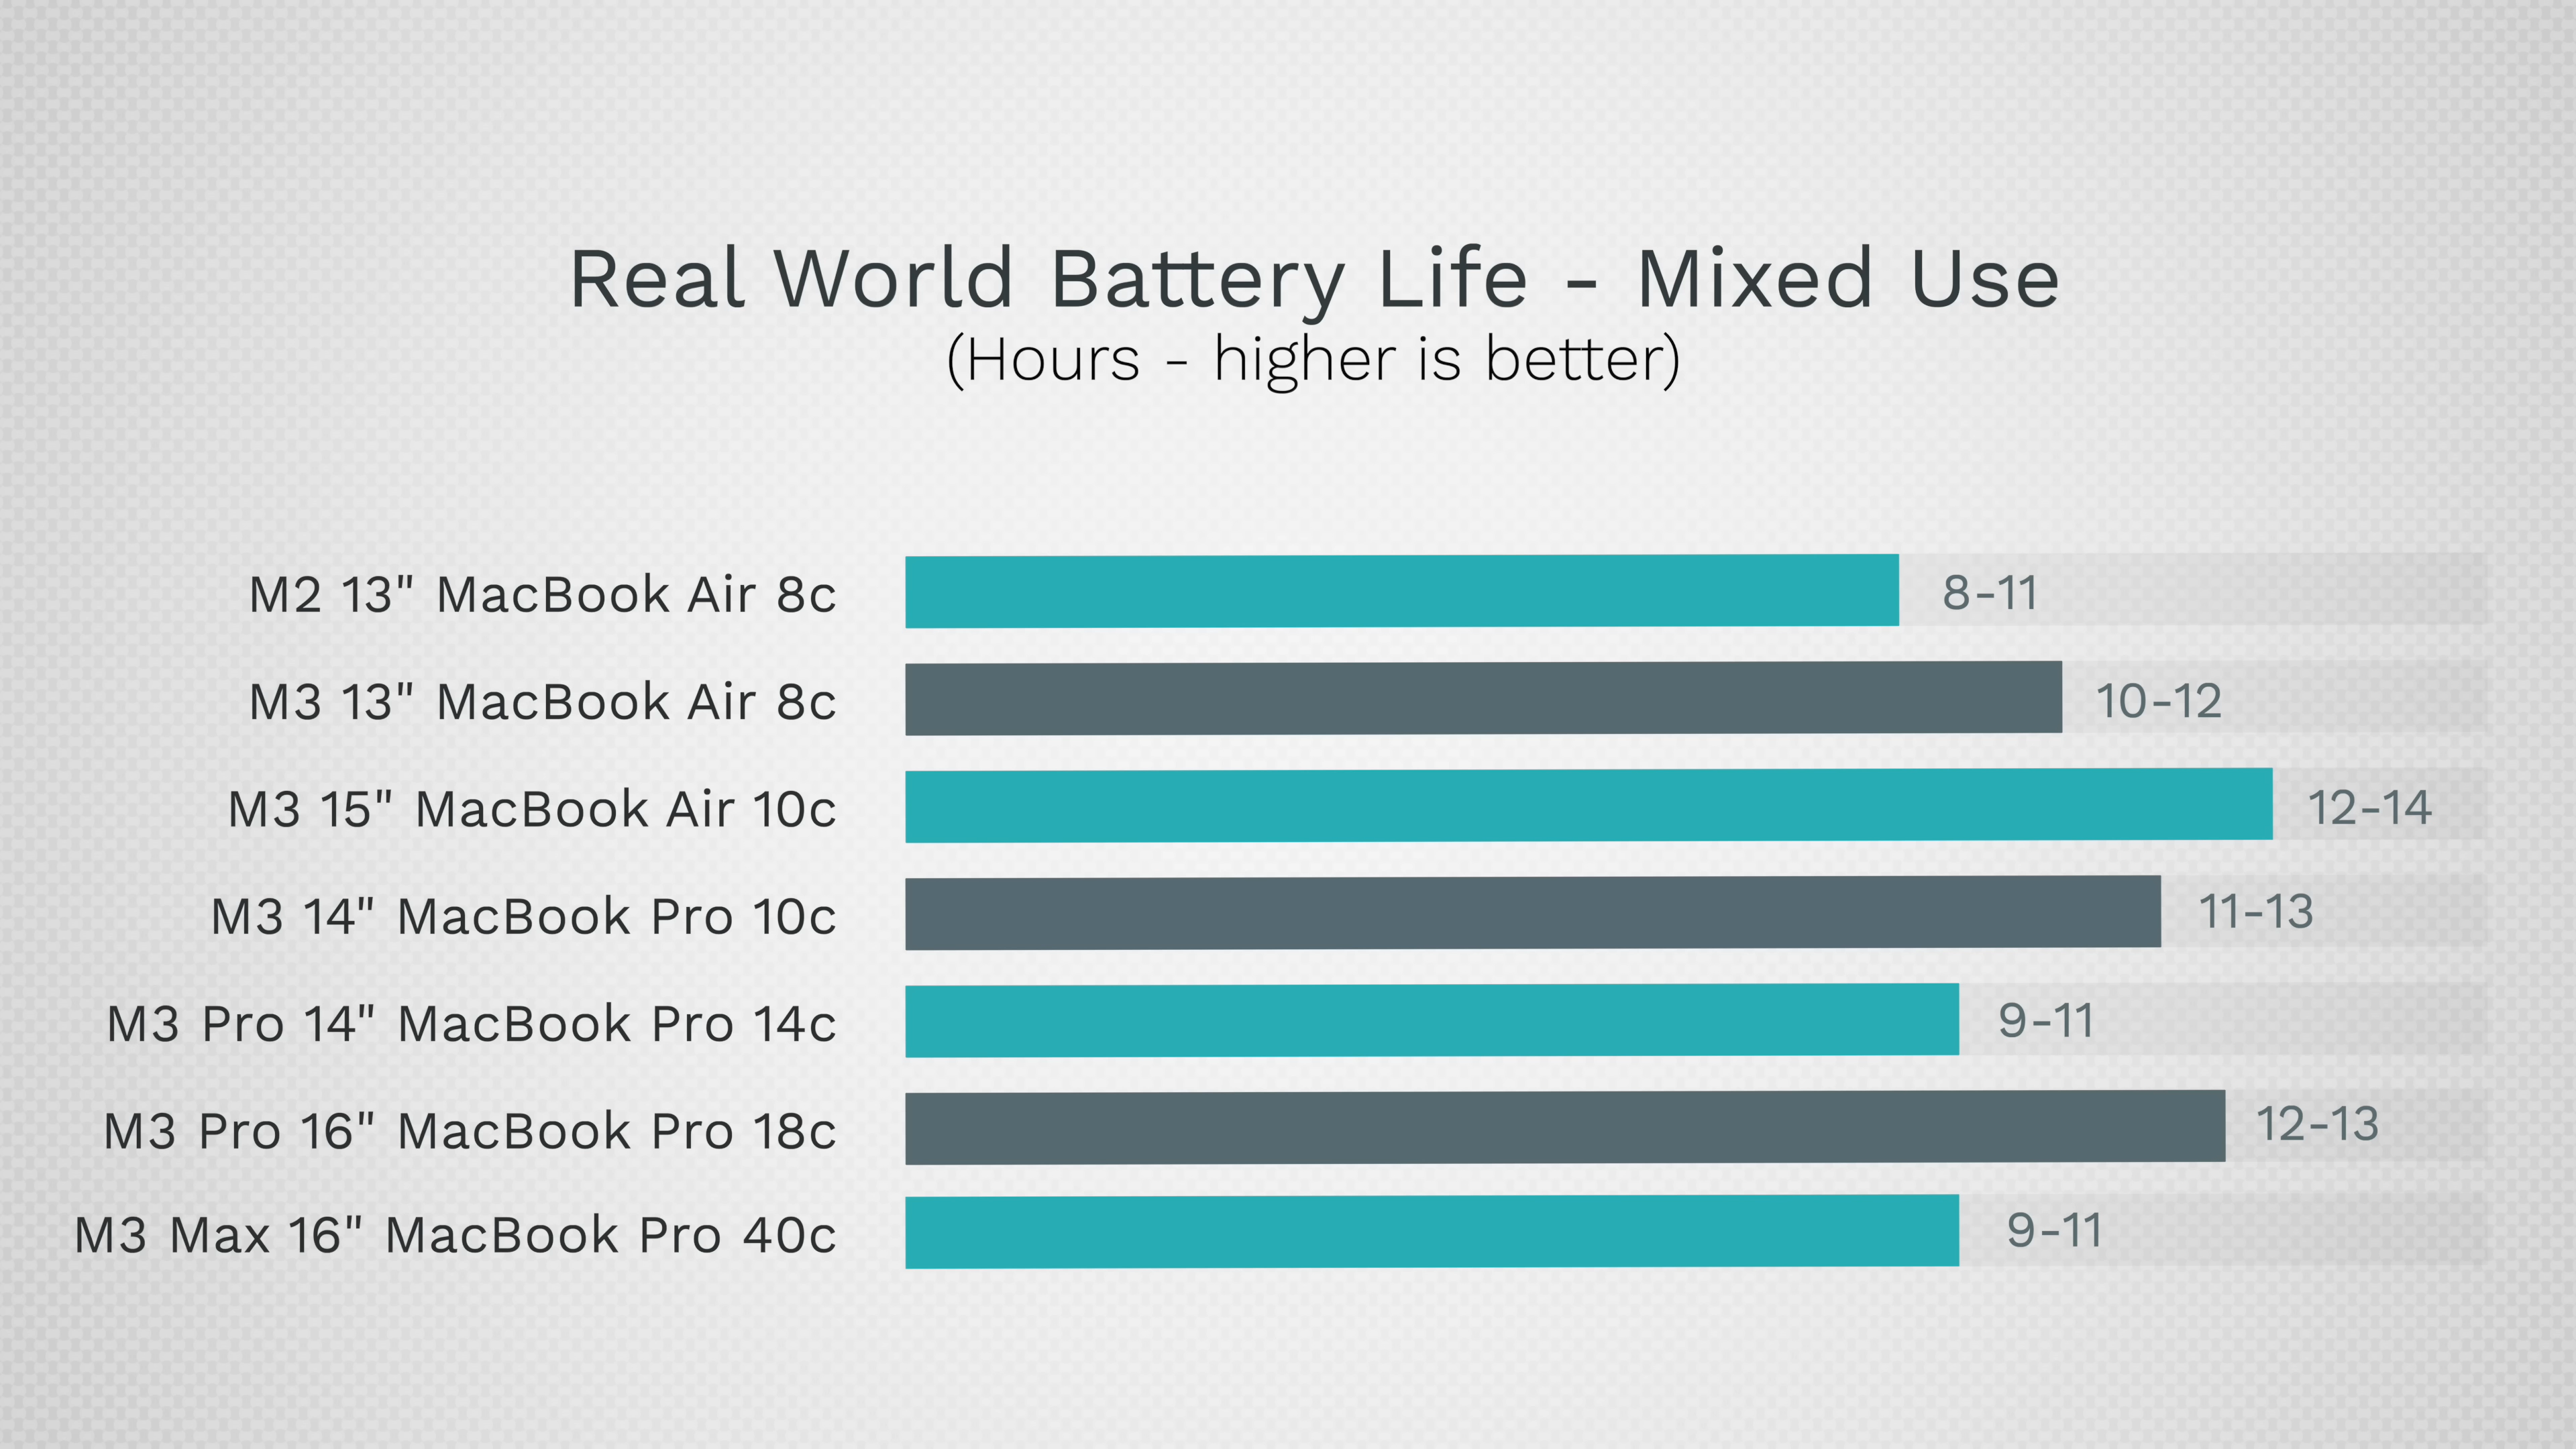 Real World Battery Life - Mixed Use
(Hours - higher is better)
M2 13" MacBook Air 8c 8-11
M3 13" MacBook Air 8c 10-12
M3 15" MacBook Air 10c 12-14
M3 14" MacBook Pro 10c 11-13
M3 Pro 14" MacBook Pro 14c 9-11
M3 Pro 16" MacBook Pro 18c 12-13
M3 Max 16" MacBook Pro 40c 9-11